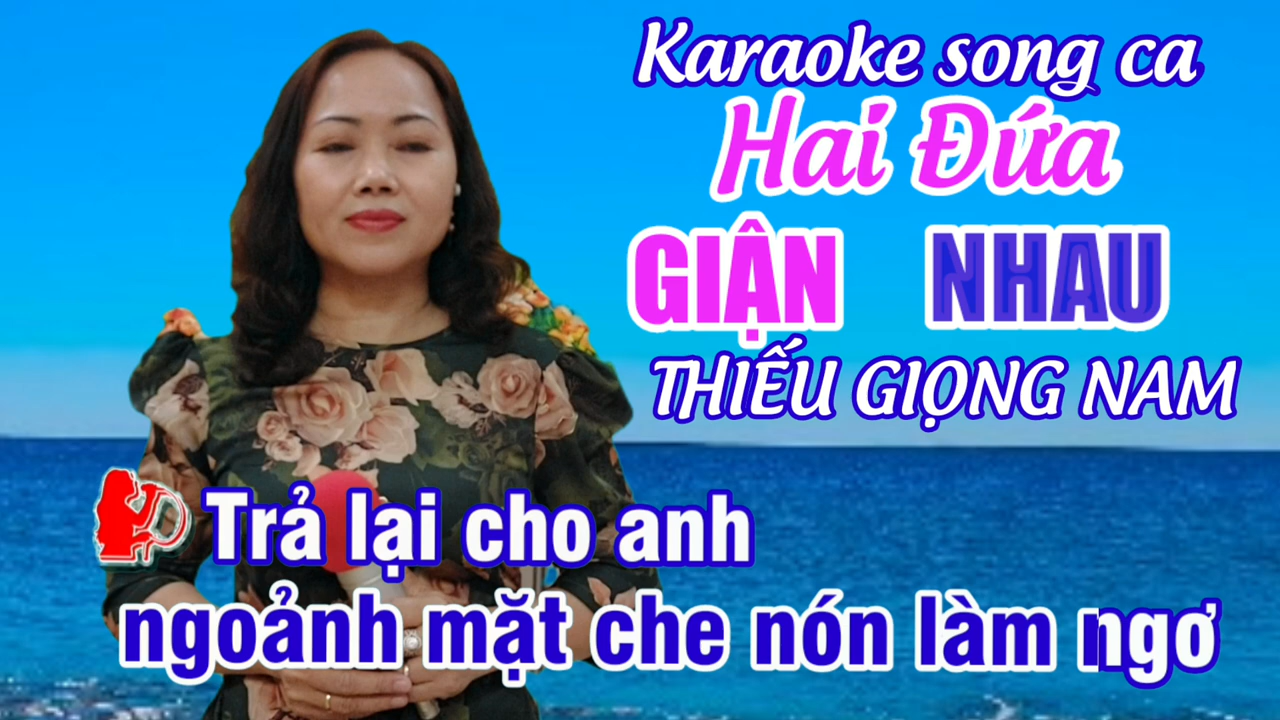 Karaoke song ca
Hai Đứa
GIẬN NHAU
THIẾU GIỌNG NAM
Trả lại cho anh
ngoảnh mặt che nón làm ngơ